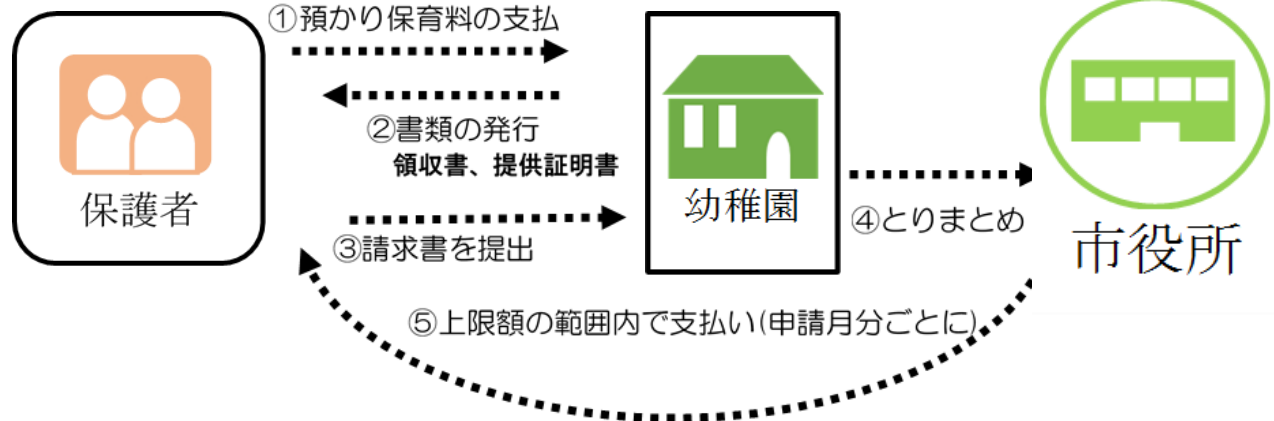 ①預かり保育料の支払
②書類の発行
領収書、提供証明書
保護者
③請求書を提出
幼稚園
④とりまとめ
市役所
⑤上限額の範囲内で支払い(申請月分ごとに)